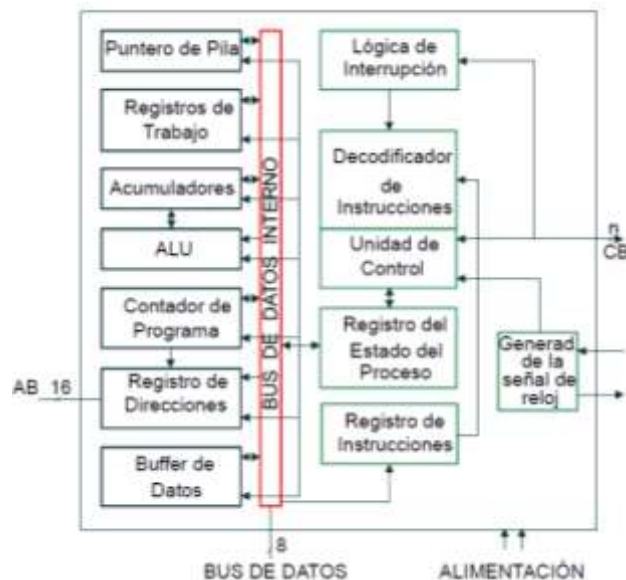 Puntero de Pila
Registros de
Trabajo
Acumuladores
ALU
Contador de
Programa
Registro de
Direcciones
Buffer de
Datos
BUS DE DATOS INTERNO
Lógica de
Interrupción
Decodificador
de
Instrucciones
Unidad de
Control
Registro del
Estado del
Proceso
Registro de
Instrucciones
Generad
de la
señal de
reloj
CB
AB 16
8
BUS DE DATOS
ALIMENTACIÓN